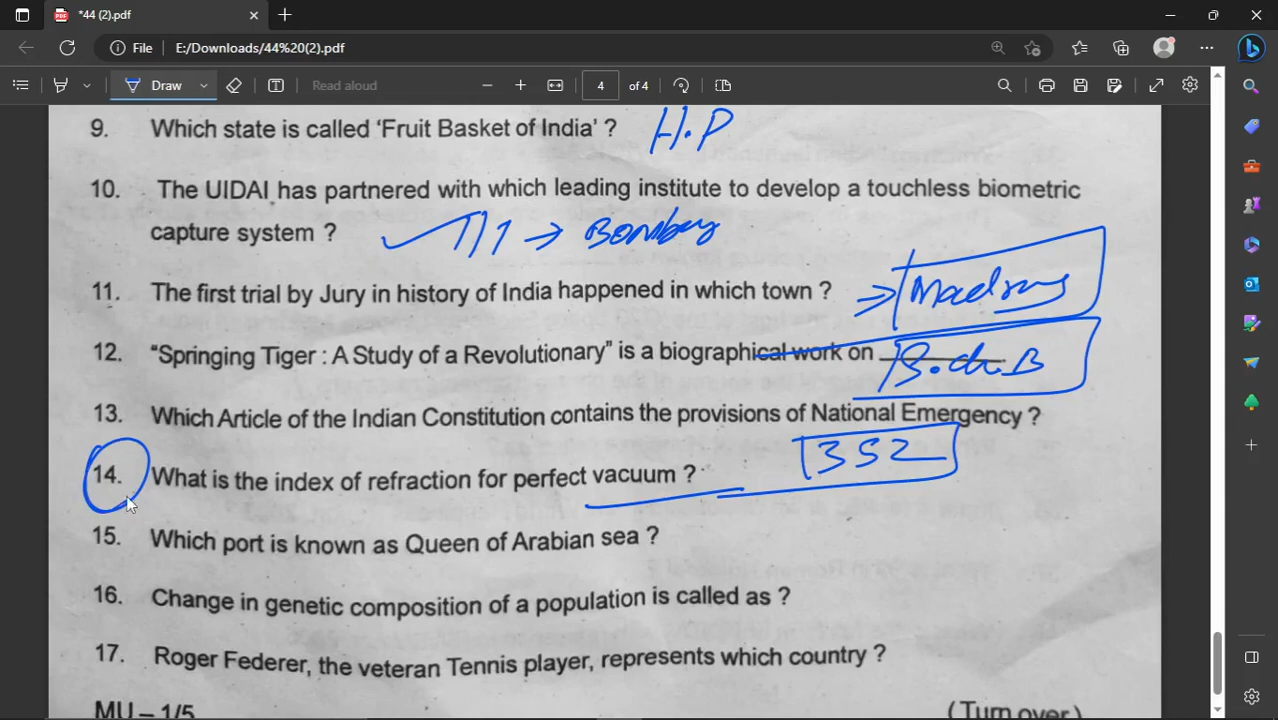 *44 (2).pdf
File E:/Downloads/44%20(2).pdf
Draw Read aloud 4 of 4
9. Which state is called 'Fruit Basket of India' ? H.P
10. The UIDAI has partnered with which leading institute to develop a touchless biometric
capture system ? IIT → Bombay
11. The first trial by Jury in history of India happened in which town ? → Madras
12. "Springing Tiger : A Study of a Revolutionary" is a biographical work on ________. S.ch.B
13. Which Article of the Indian Constitution contains the provisions of National Emergency ?
352
14. What is the index of refraction for perfect vacuum ?
15. Which port is known as Queen of Arabian sea ?
16. Change in genetic composition of a population is called as ?
17. Roger Federer, the veteran Tennis player, represents which country ?
MU – 1/5 (Turn over)